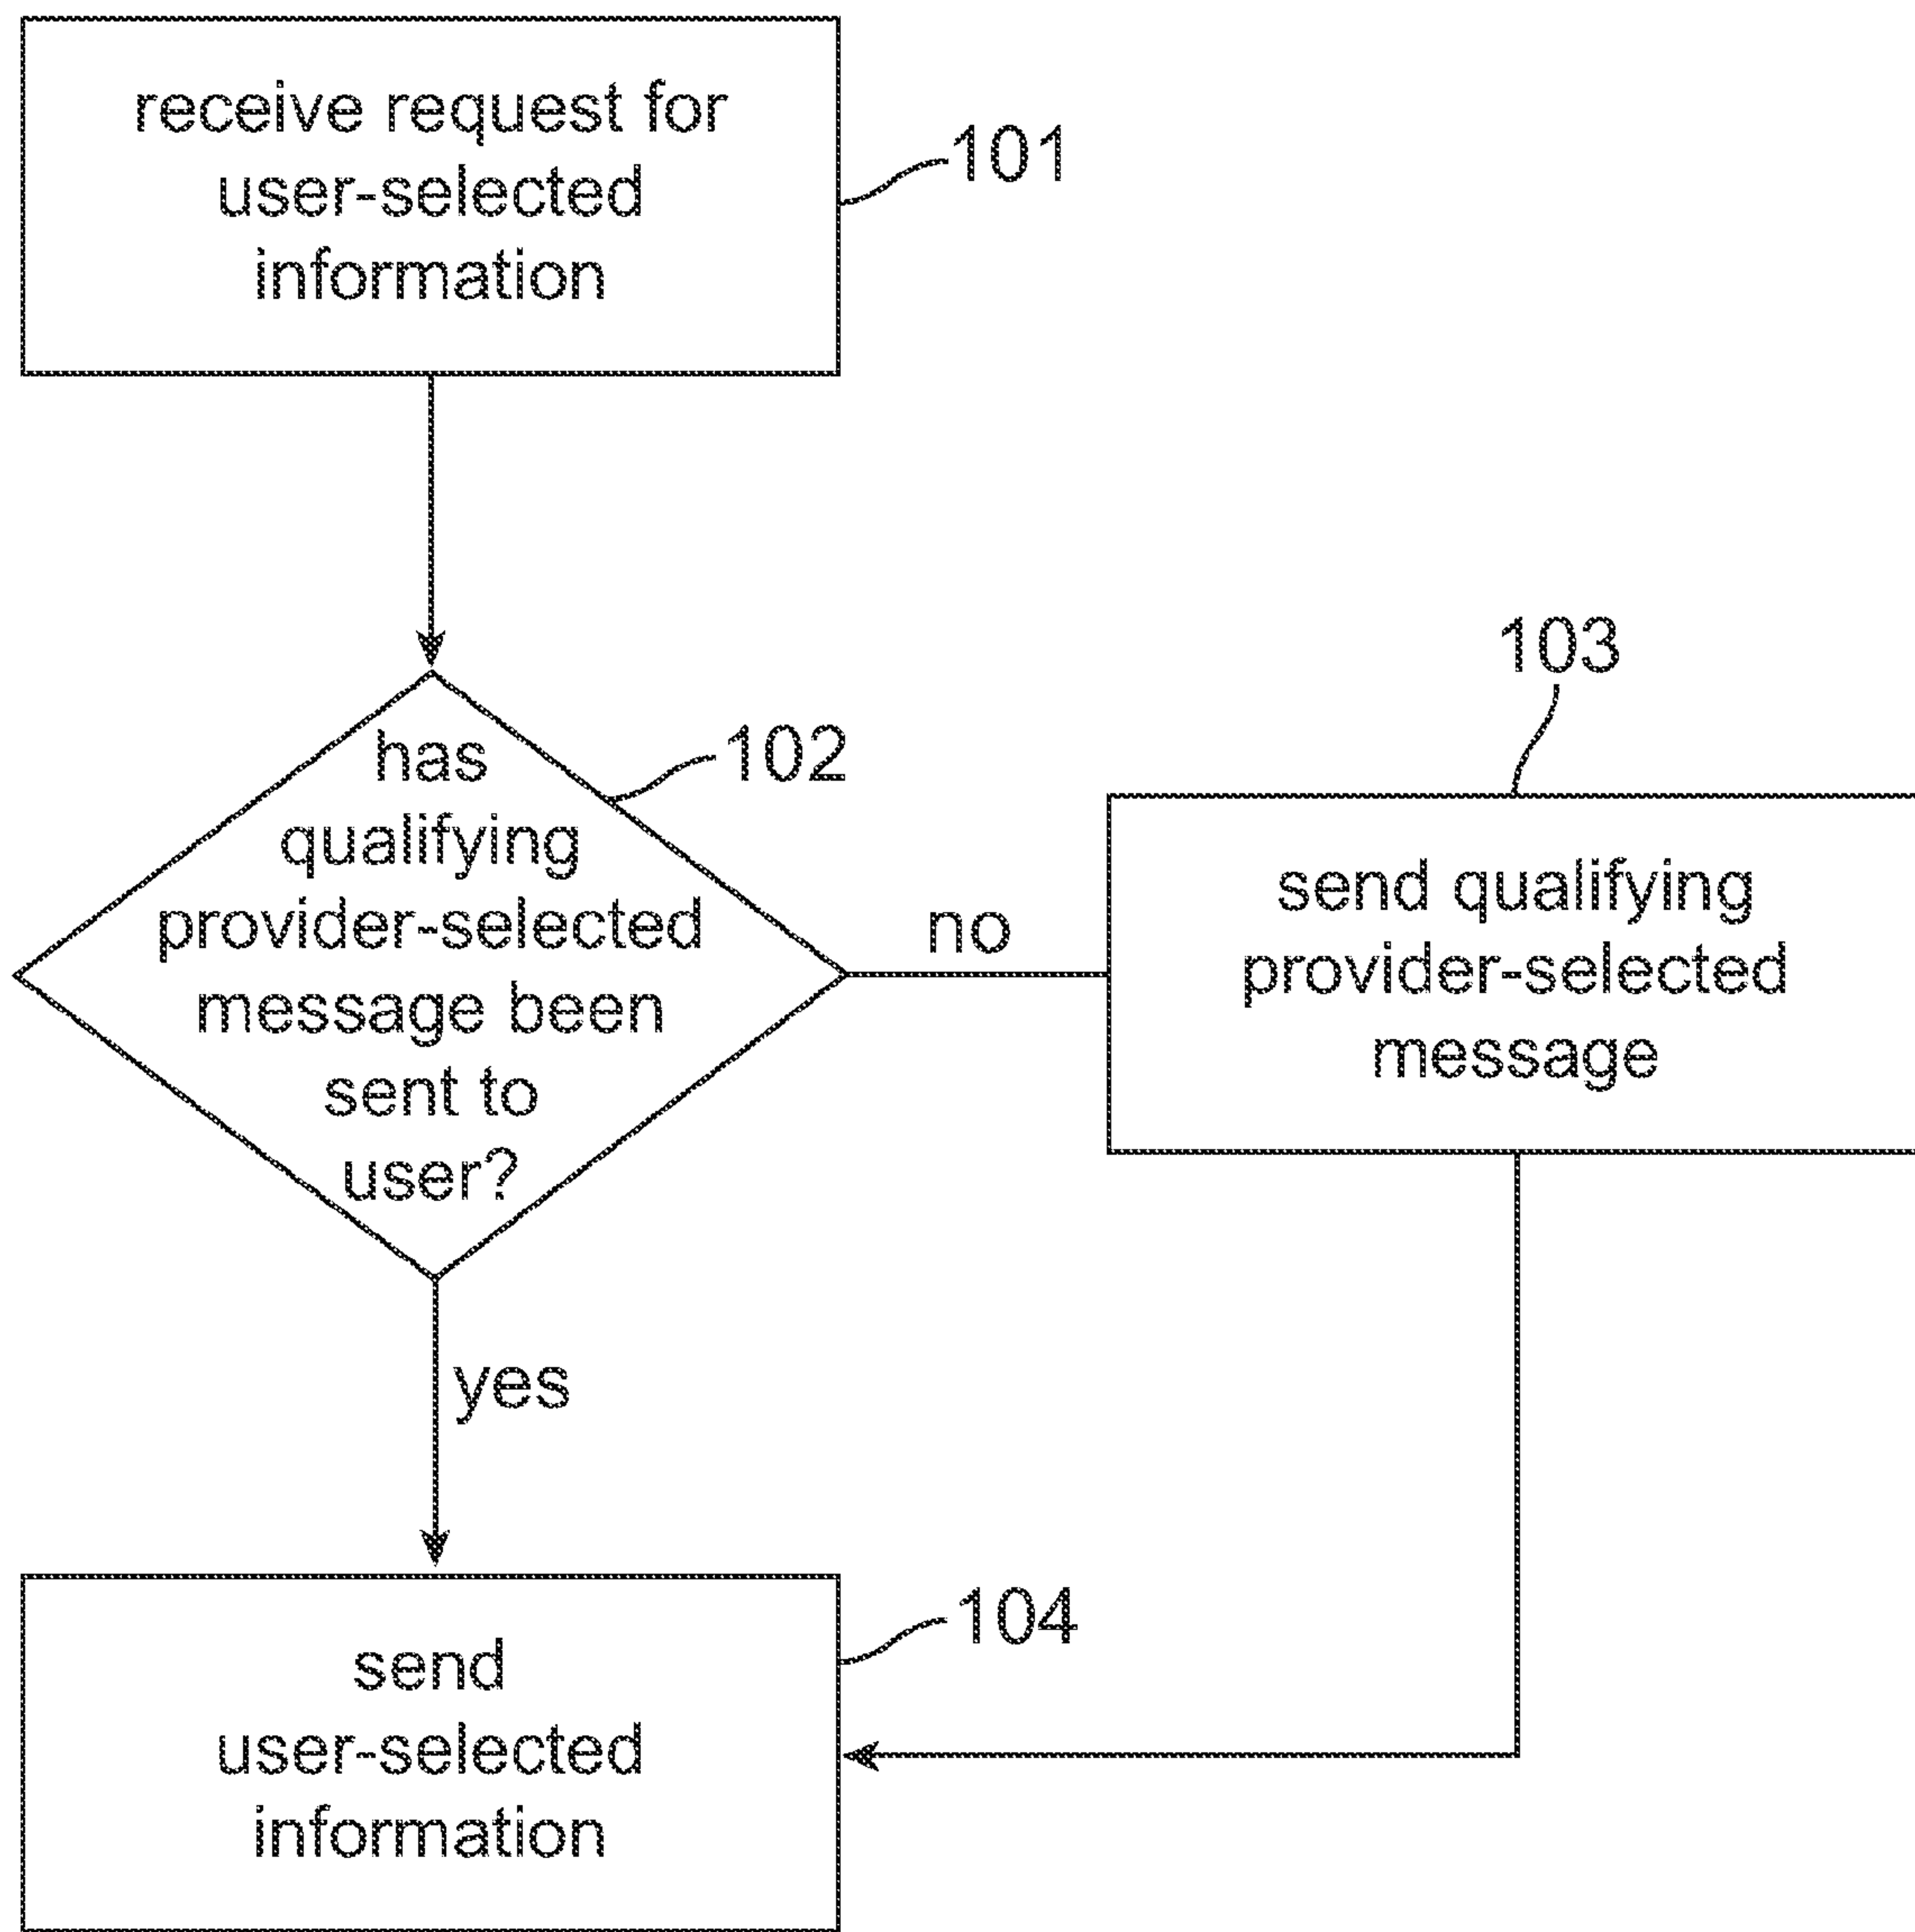 receive request for
user-selected
information
101
has
qualifying
provider-selected
message been
sent to
user?
102
no
103
send qualifying
provider-selected
message
yes
send
user-selected
information
104